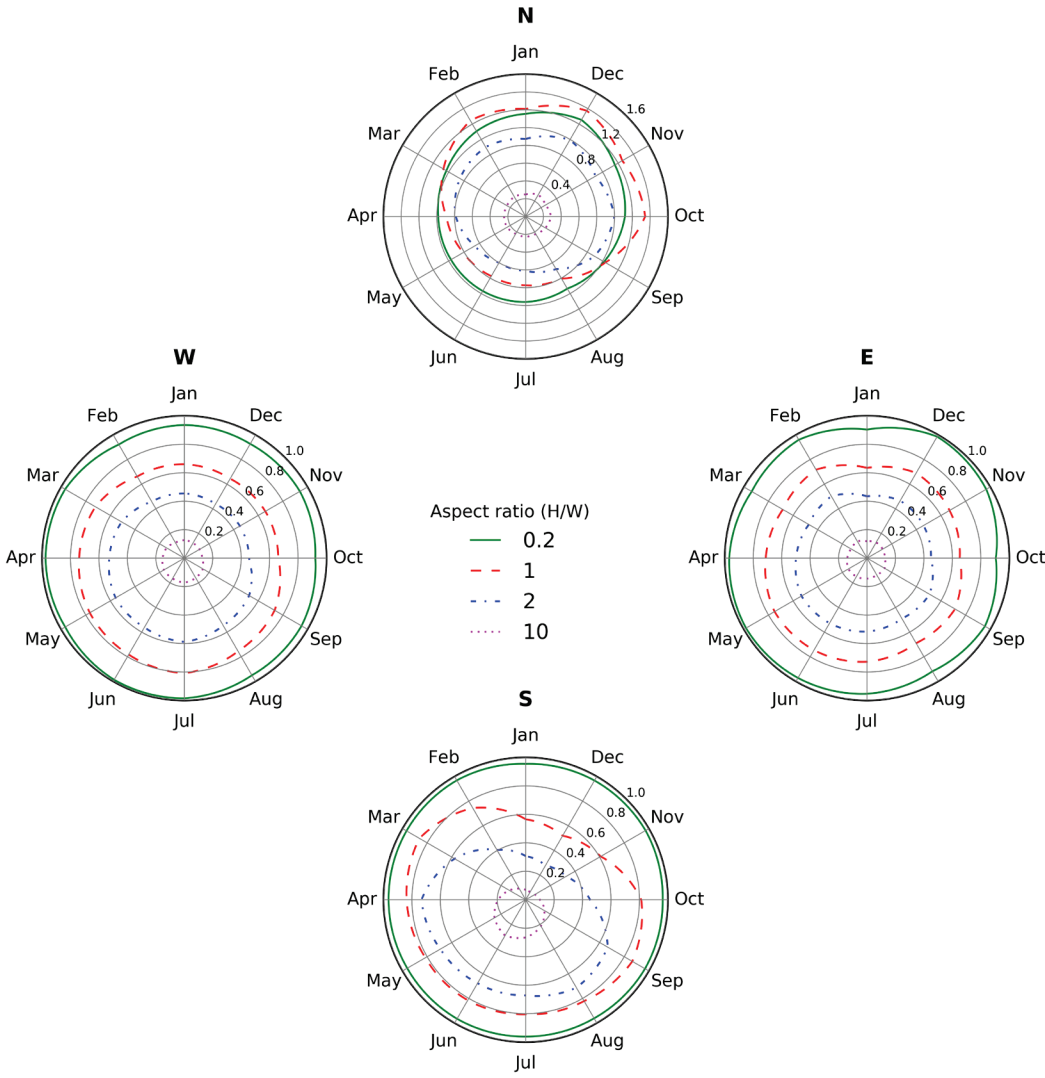 N
Jan
Feb
Dec
1.6
Mar
1.2
Nov
0.8
0.4
Apr
Oct
May
Sep
Jun
Aug
Jul
W
Jan
Feb
Dec
1.0
Mar
0.8
Nov
0.6
0.4
0.2
Apr
Oct
May
Sep
Jun
Aug
Jul
E
Jan
Feb
Dec
1.0
Mar
0.8
Nov
0.6
0.4
0.2
Apr
Oct
May
Sep
Jun
Aug
Jul
Aspect ratio (H/W)
0.2
1
2
10
S
Jan
Feb
Dec
1.0
Mar
0.8
Nov
0.6
0.4
0.2
Apr
Oct
May
Sep
Jun
Aug
Jul